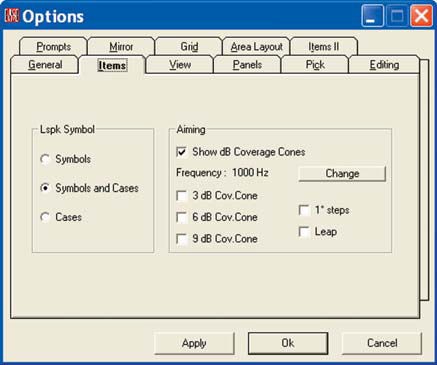 EASE Options
Prompts Mirror Grid Area Layout Items II
General Items View Panels Pick Editing
Lspk Symbol
Symbols
Symbols and Cases
Cases
Aiming
Show dB Coverage Cones
Frequency : 1000 Hz Change
3 dB Cov.Cone
6 dB Cov.Cone
9 dB Cov.Cone
1° steps
Leap
Apply Ok Cancel